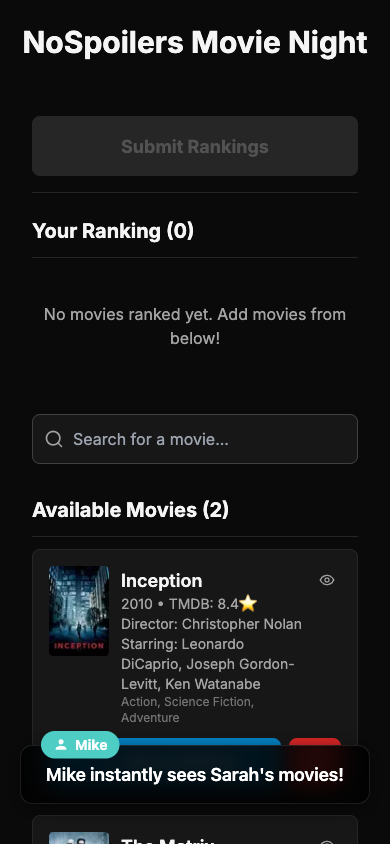 NoSpoilers Movie Night
Submit Rankings
Your Ranking (0)
No movies ranked yet. Add movies from
below!
Search for a movie...
Available Movies (2)
Inception
2010 • TMDB: 8.4⭐
Director: Christopher Nolan
Starring: Leonardo
DiCaprio, Joseph Gordon-
Levitt, Ken Watanabe
Action, Science Fiction,
Adventure
INCEPTION
Mike
Mike instantly sees Sarah's movies!
The Matrix